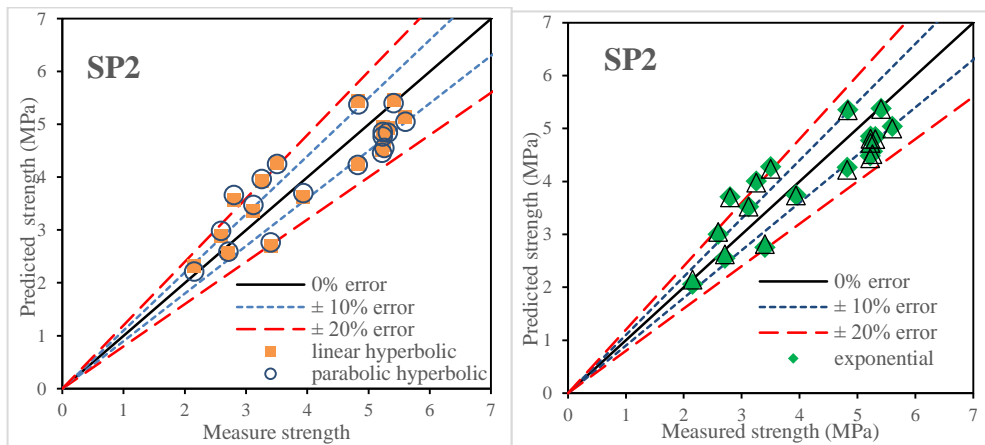 SP2
Predicted strength (MPa)
7
6
5
4
3
2
1
0
0% error
± 10% error
± 20% error
linear hyperbolic
parabolic hyperbolic
0 1 2 3 4 5 6 7
Measure strength
SP2
Predicted strength (MPa)
7
6
5
4
3
2
1
0
0% error
± 10% error
± 20% error
exponential
0 1 2 3 4 5 6 7
Measured strength (MPa)